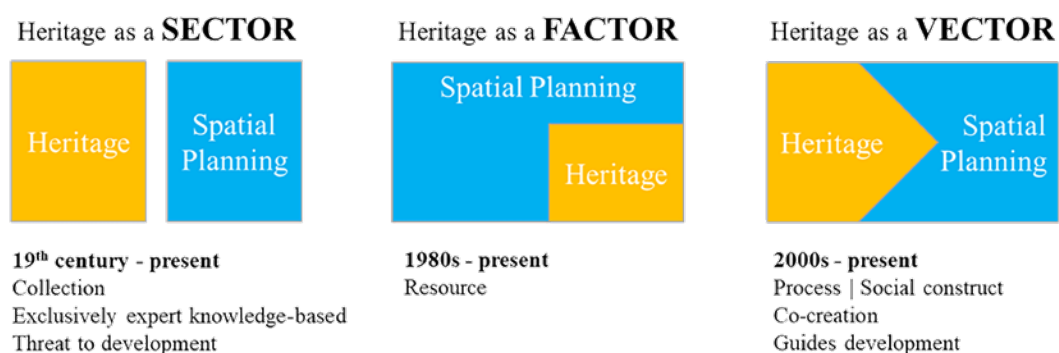 Heritage as a SECTOR
Heritage
Spatial
Planning
19th century - present
Collection
Exclusively expert knowledge-based
Threat to development
Heritage as a FACTOR
Spatial Planning
Heritage
1980s - present
Resource
Heritage as a VECTOR
Heritage
Spatial
Planning
2000s - present
Process | Social construct
Co-creation
Guides development